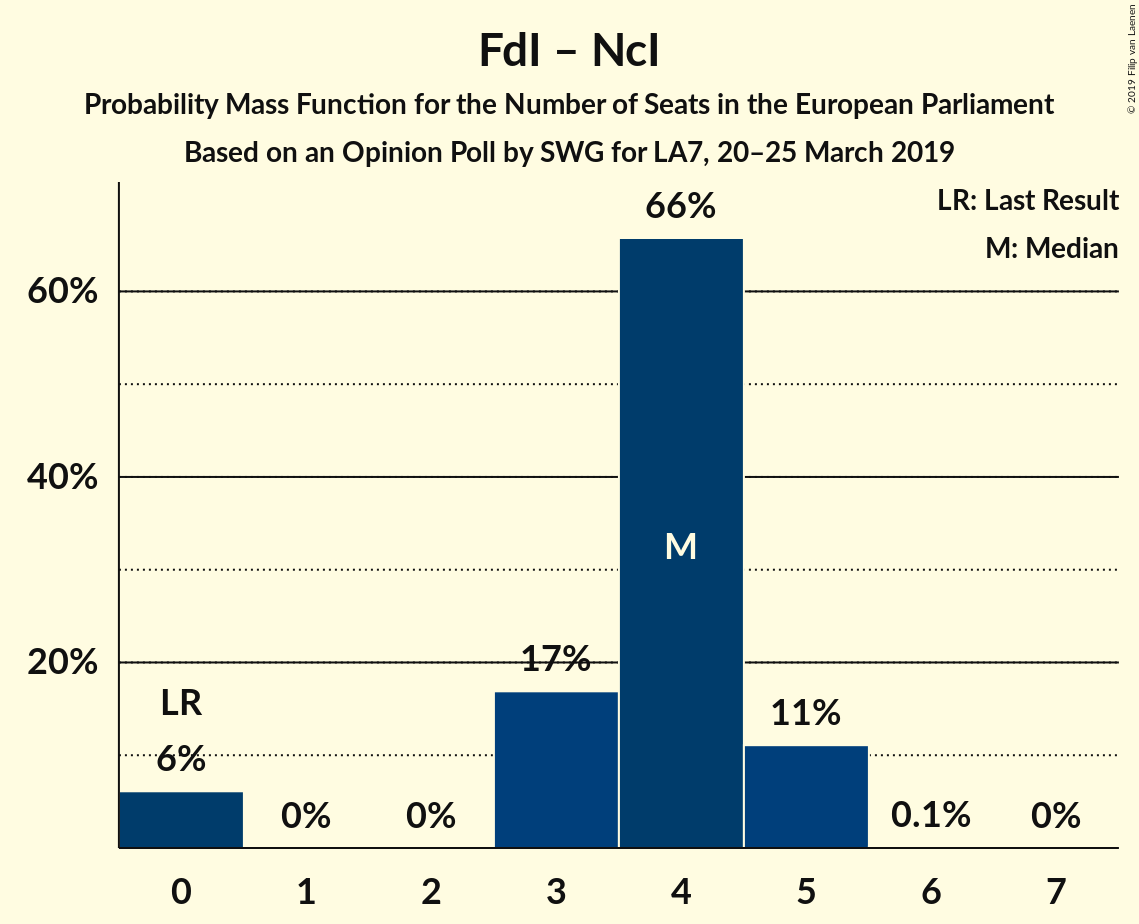 FdI – NcI
Probability Mass Function for the Number of Seats in the European Parliament
Based on an Opinion Poll by SWG for LA7, 20–25 March 2019
© 2019 Filip van Laenen
LR: Last Result
M: Median
66%
60%
40%
M
20%
17%
LR
11%
6%
0%
0%
0.1%
0%
0 1 2 3 4 5 6 7